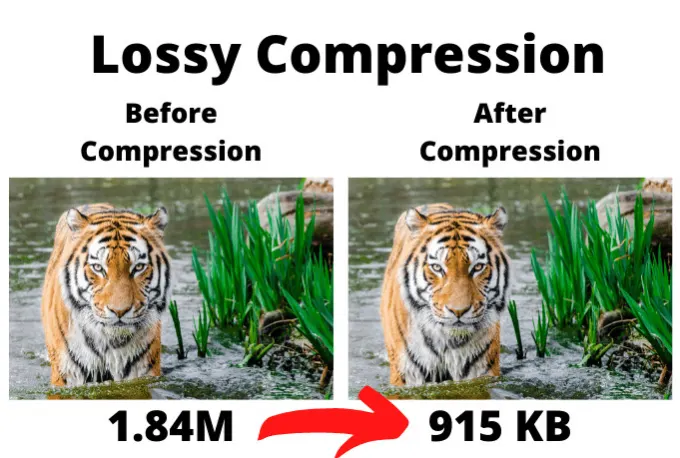 Lossy Compression
Before
Compression
After
Compression
1.84M
915 KB